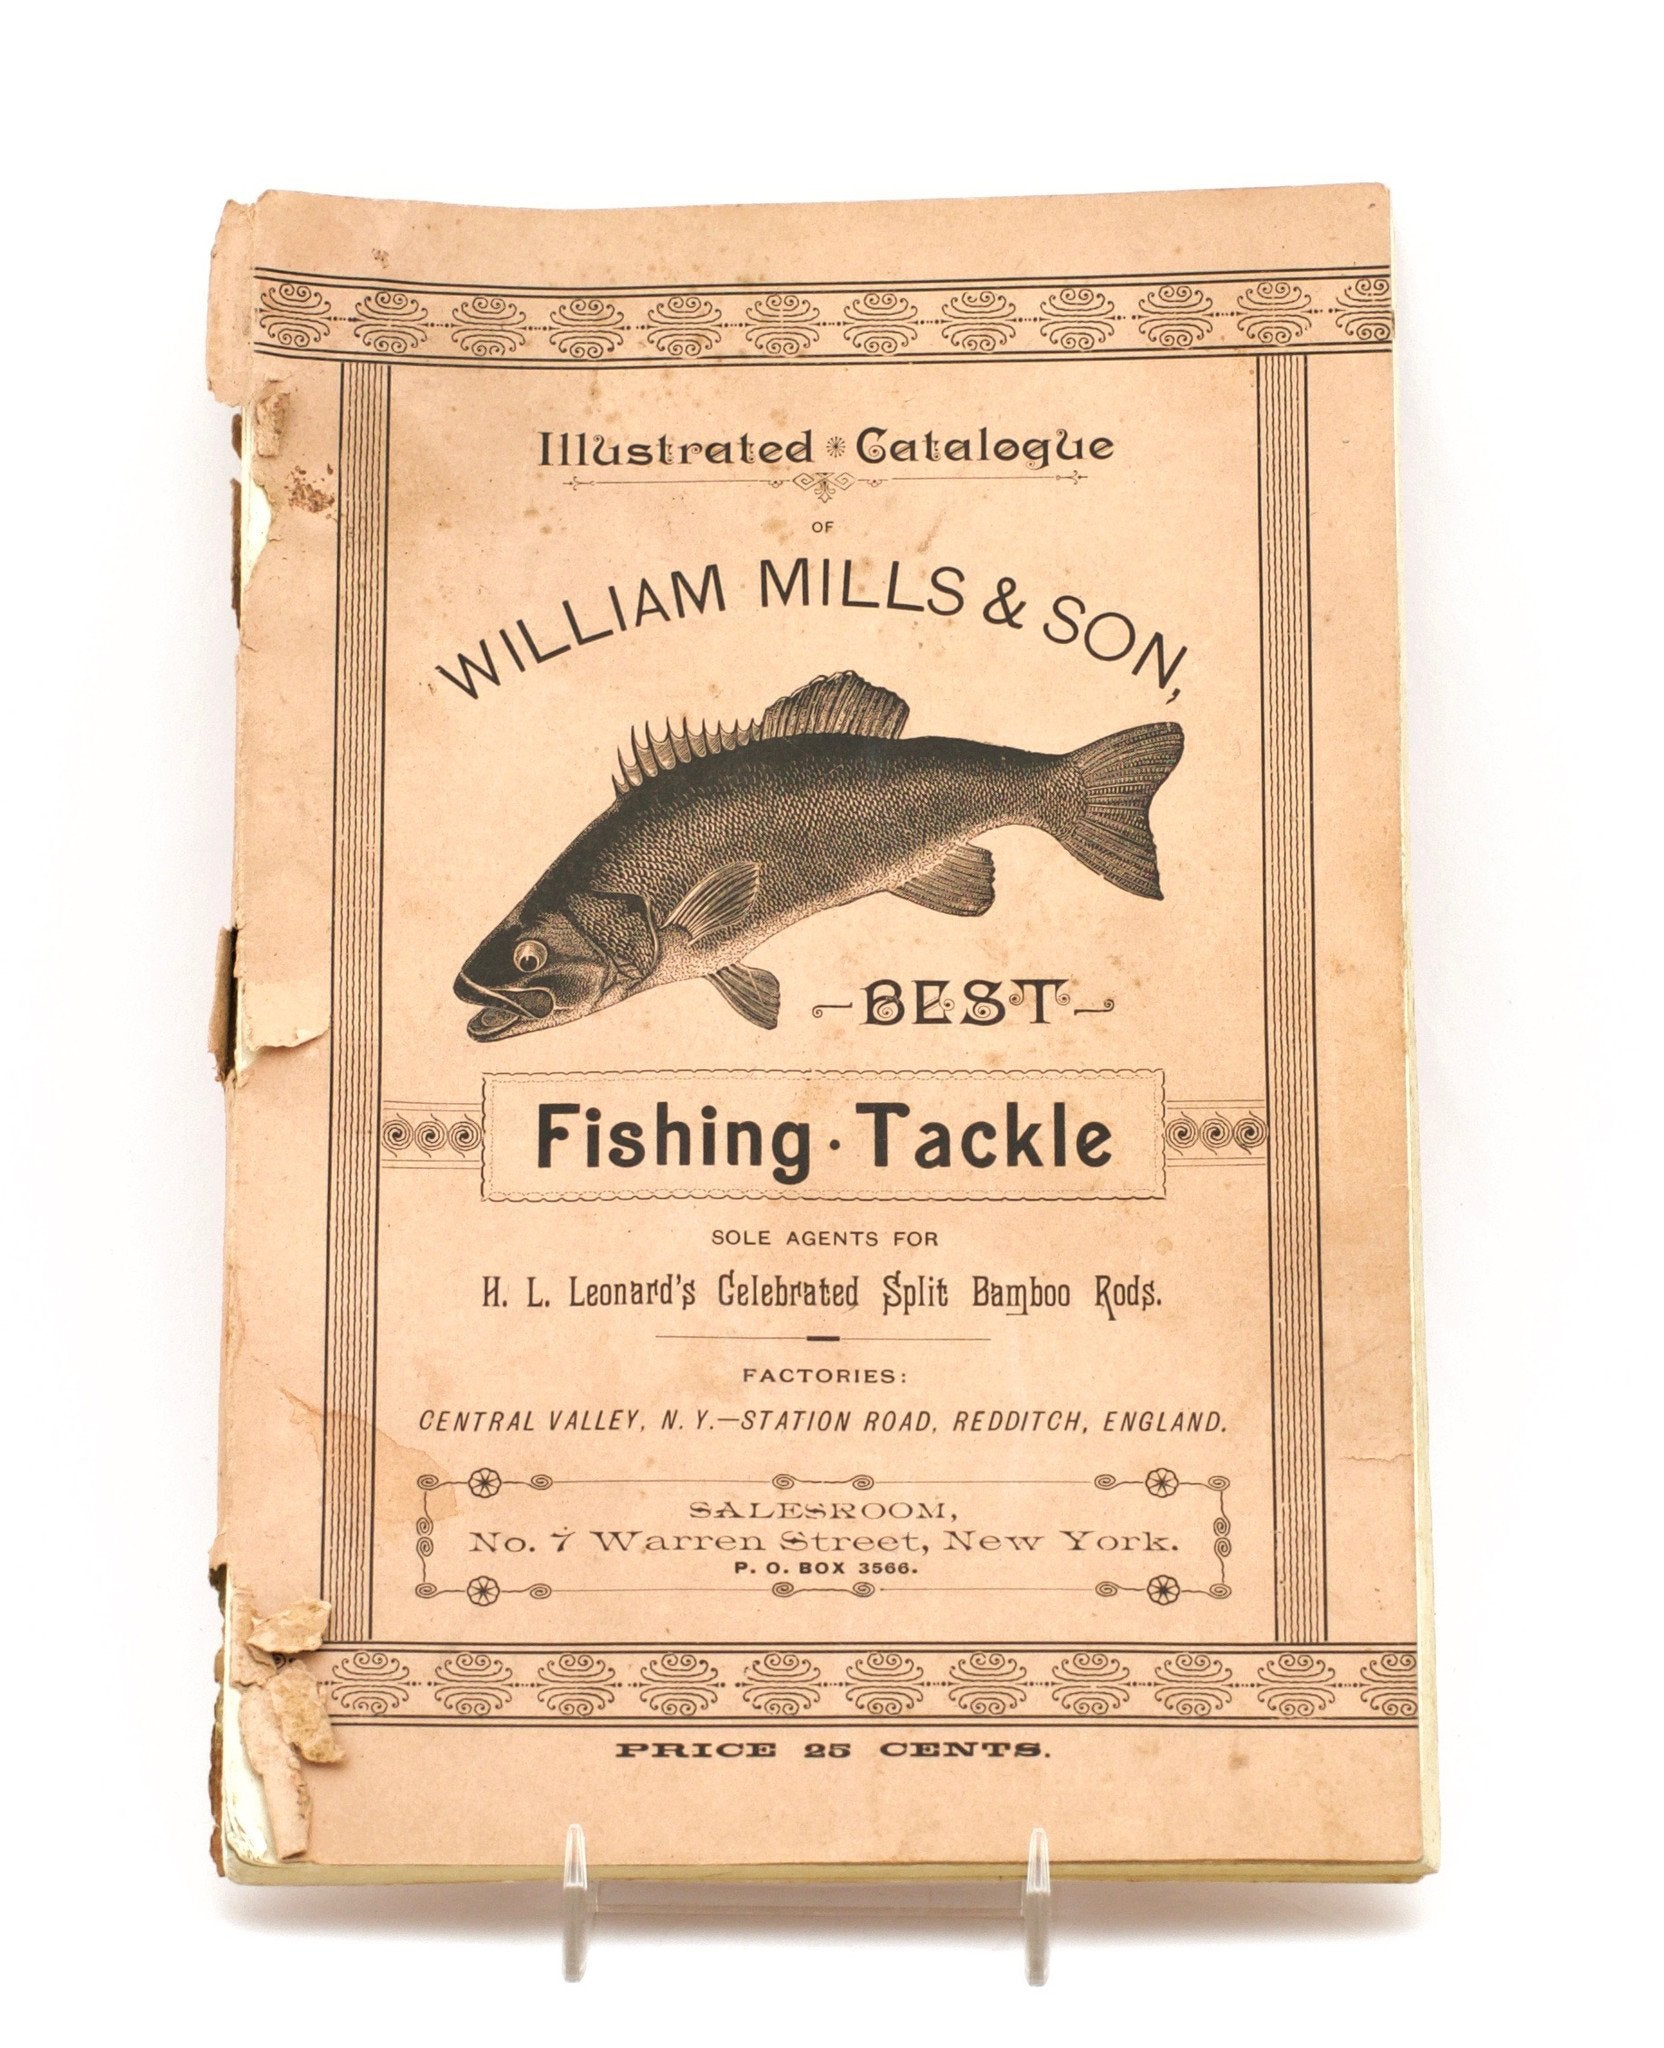 Illustrated Catalogue
OF
WILLIAM MILLS & SON,
BEST
Fishing · Tackle
SOLE AGENTS FOR
H. L. Leonard's Celebrated Split Bamboo Rods.
FACTORIES:
CENTRAL VALLEY, N. Y.—STATION ROAD, REDDITCH, ENGLAND.
SALESROOM,
No. 7 Warren Street, New York.
P. O. BOX 3566.
PRICE 25 CENTS.